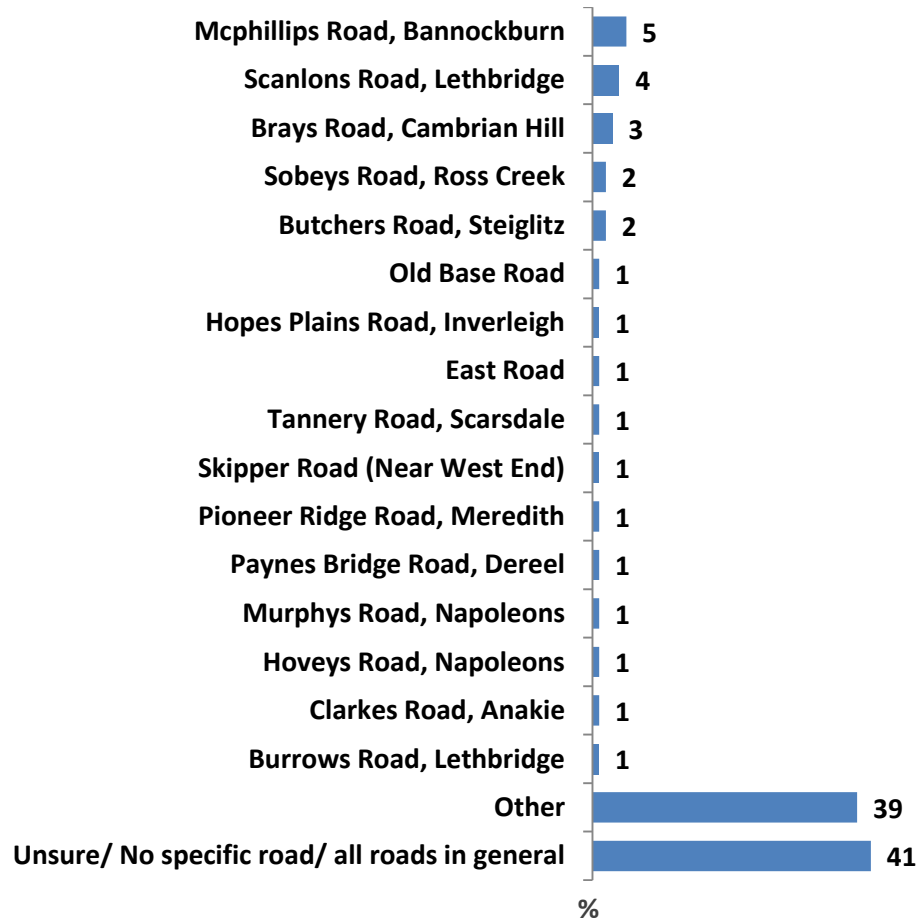 Mcphillips Road, Bannockburn 5
Scanlons Road, Lethbridge 4
Brays Road, Cambrian Hill 3
Sobeys Road, Ross Creek 2
Butchers Road, Steiglitz 2
Old Base Road 1
Hopes Plains Road, Inverleigh 1
East Road 1
Tannery Road, Scarsdale 1
Skipper Road (Near West End) 1
Pioneer Ridge Road, Meredith 1
Paynes Bridge Road, Dereel 1
Murphys Road, Napoleons 1
Hoveys Road, Napoleons 1
Clarkes Road, Anakie 1
Burrows Road, Lethbridge 1
Other 39
Unsure/ No specific road/ all roads in general 41
%